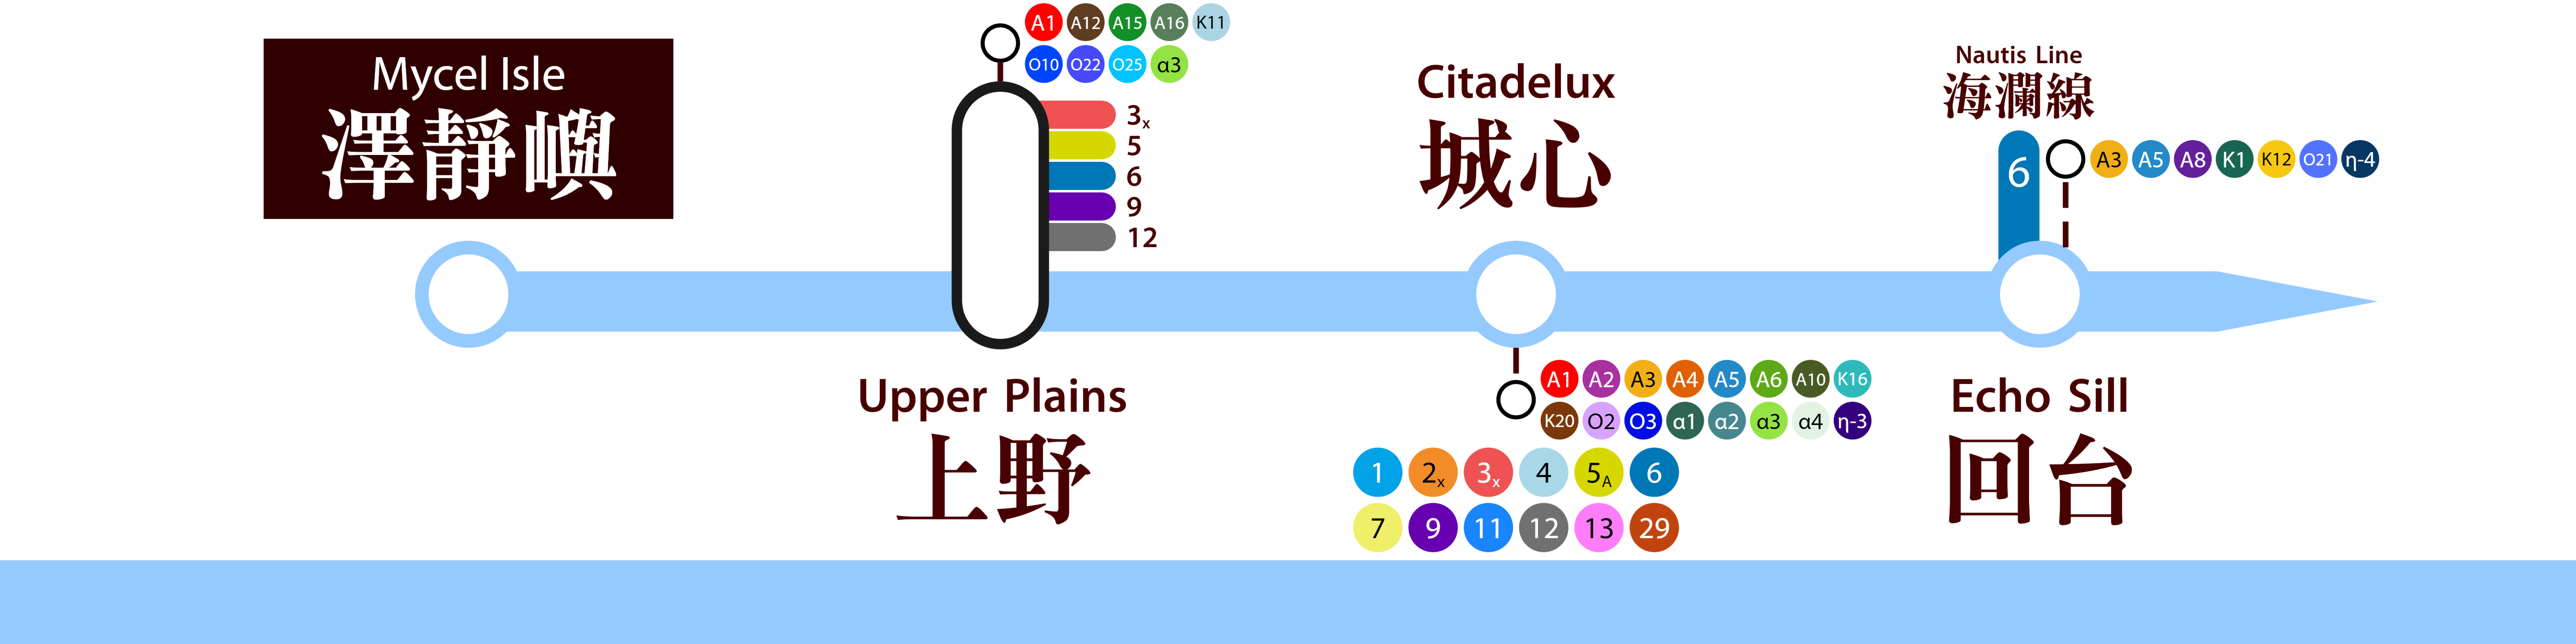 Mycel Isle
澤靜嶼
A1 A12 A15 A16 K11
O10 O22 O25 α3
3x
5
6
9
12
Upper Plains
上野
Citadelux
城心
A1 A2 A3 A4 A5 A6 A10 K16
K20 O2 O3 α1 α2 α3 α4 η-3
1 2x 3x 4 5A 6
7 9 11 12 13 29
Nautis Line
海瀾線
6
A3 A5 A8 K1 K12 O21 η-4
Echo Sill
回台